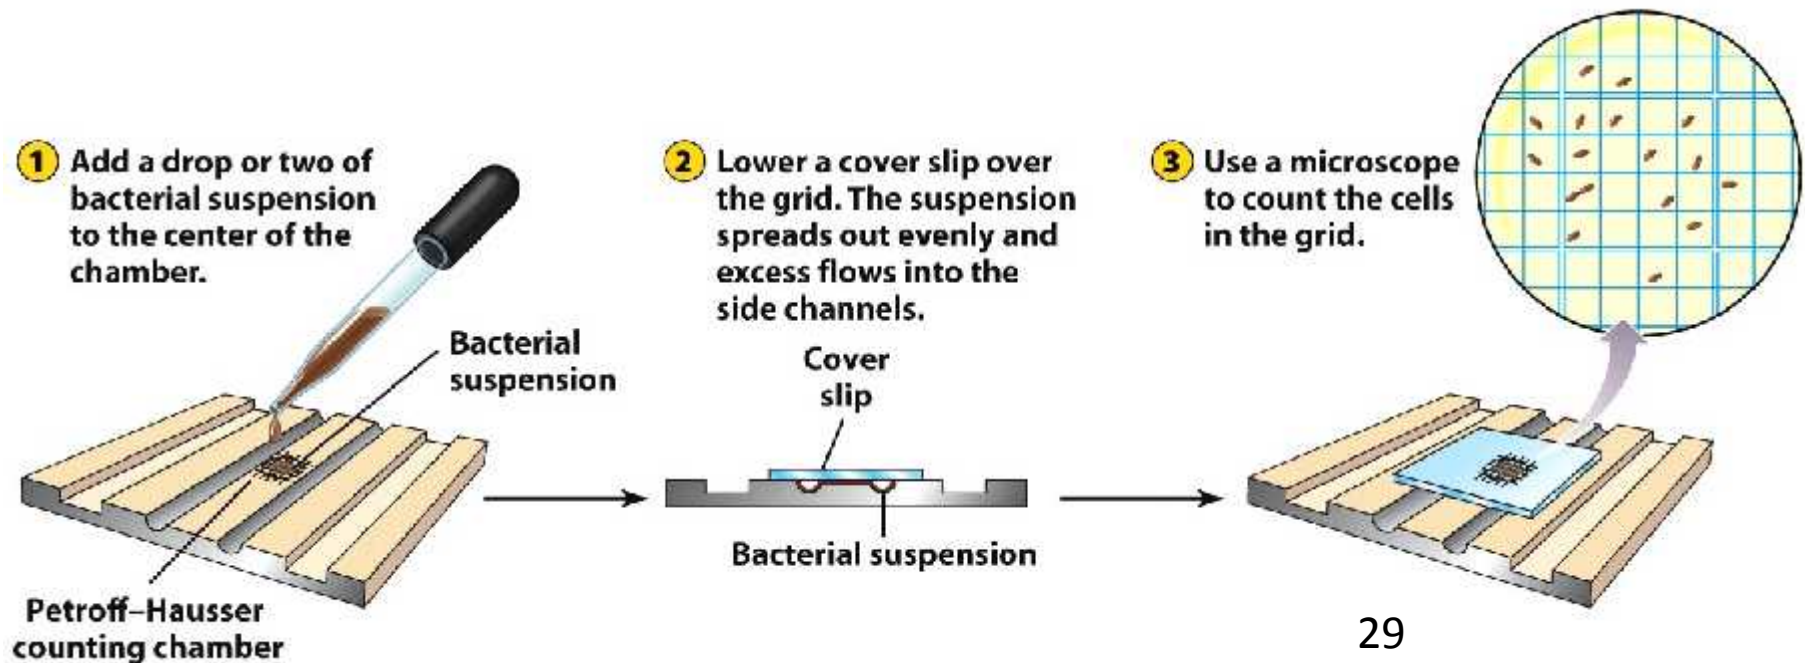 1 Add a drop or two of
bacterial suspension
to the center of the
chamber.
Bacterial
suspension
Petroff–Hausser
counting chamber
2 Lower a cover slip over
the grid. The suspension
spreads out evenly and
excess flows into the
side channels.
Cover
slip
Bacterial suspension
3 Use a microscope
to count the cells
in the grid.
29